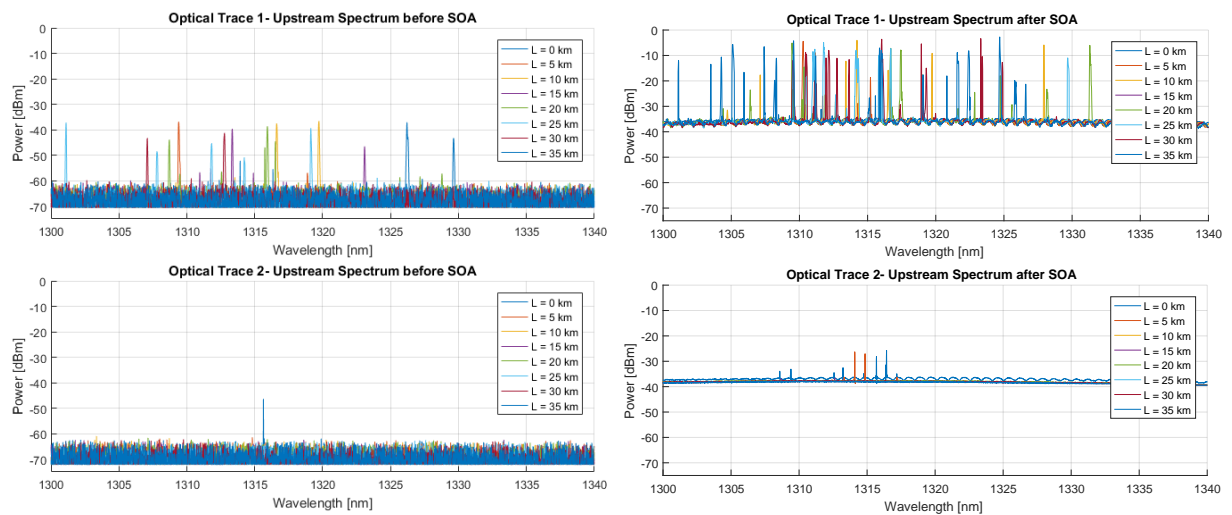 Optical Trace 1- Upstream Spectrum before SOA
0
-10
-20
-30
-40
-50
-60
-70
Power [dBm]
L = 0 km
L = 5 km
L = 10 km
L = 15 km
L = 20 km
L = 25 km
L = 30 km
L = 35 km
1300 1305 1310 1315 1320 1325 1330 1335 1340
Wavelength [nm]
Optical Trace 1- Upstream Spectrum after SOA
0
-10
-20
-30
-40
-50
-60
-70
Power [dBm]
L = 0 km
L = 5 km
L = 10 km
L = 15 km
L = 20 km
L = 25 km
L = 30 km
L = 35 km
1300 1305 1310 1315 1320 1325 1330 1335 1340
Wavelength [nm]
Optical Trace 2- Upstream Spectrum before SOA
0
-10
-20
-30
-40
-50
-60
-70
Power [dBm]
L = 0 km
L = 5 km
L = 10 km
L = 15 km
L = 20 km
L = 25 km
L = 30 km
L = 35 km
1300 1305 1310 1315 1320 1325 1330 1335 1340
Wavelength [nm]
Optical Trace 2- Upstream Spectrum after SOA
0
-10
-20
-30
-40
-50
-60
-70
Power [dBm]
L = 0 km
L = 5 km
L = 10 km
L = 15 km
L = 20 km
L = 25 km
L = 30 km
L = 35 km
1300 1305 1310 1315 1320 1325 1330 1335 1340
Wavelength [nm]